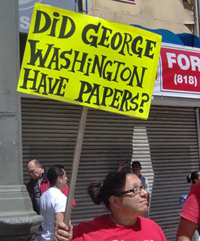 DID GEORGE
WASHINGTON
HAVE PAPERS?
FOR
(818)